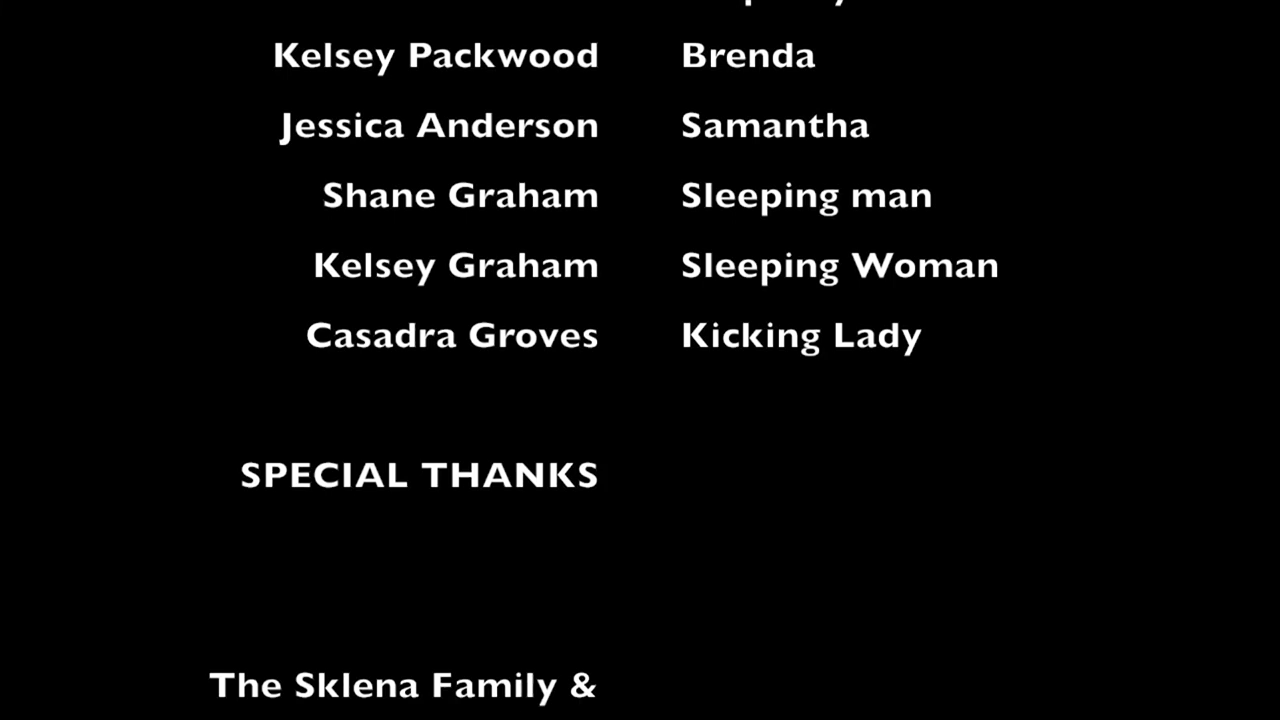 Kelsey Packwood Brenda
Jessica Anderson Samantha
Shane Graham Sleeping man
Kelsey Graham Sleeping Woman
Casadra Groves Kicking Lady
SPECIAL THANKS
The Sklena Family &